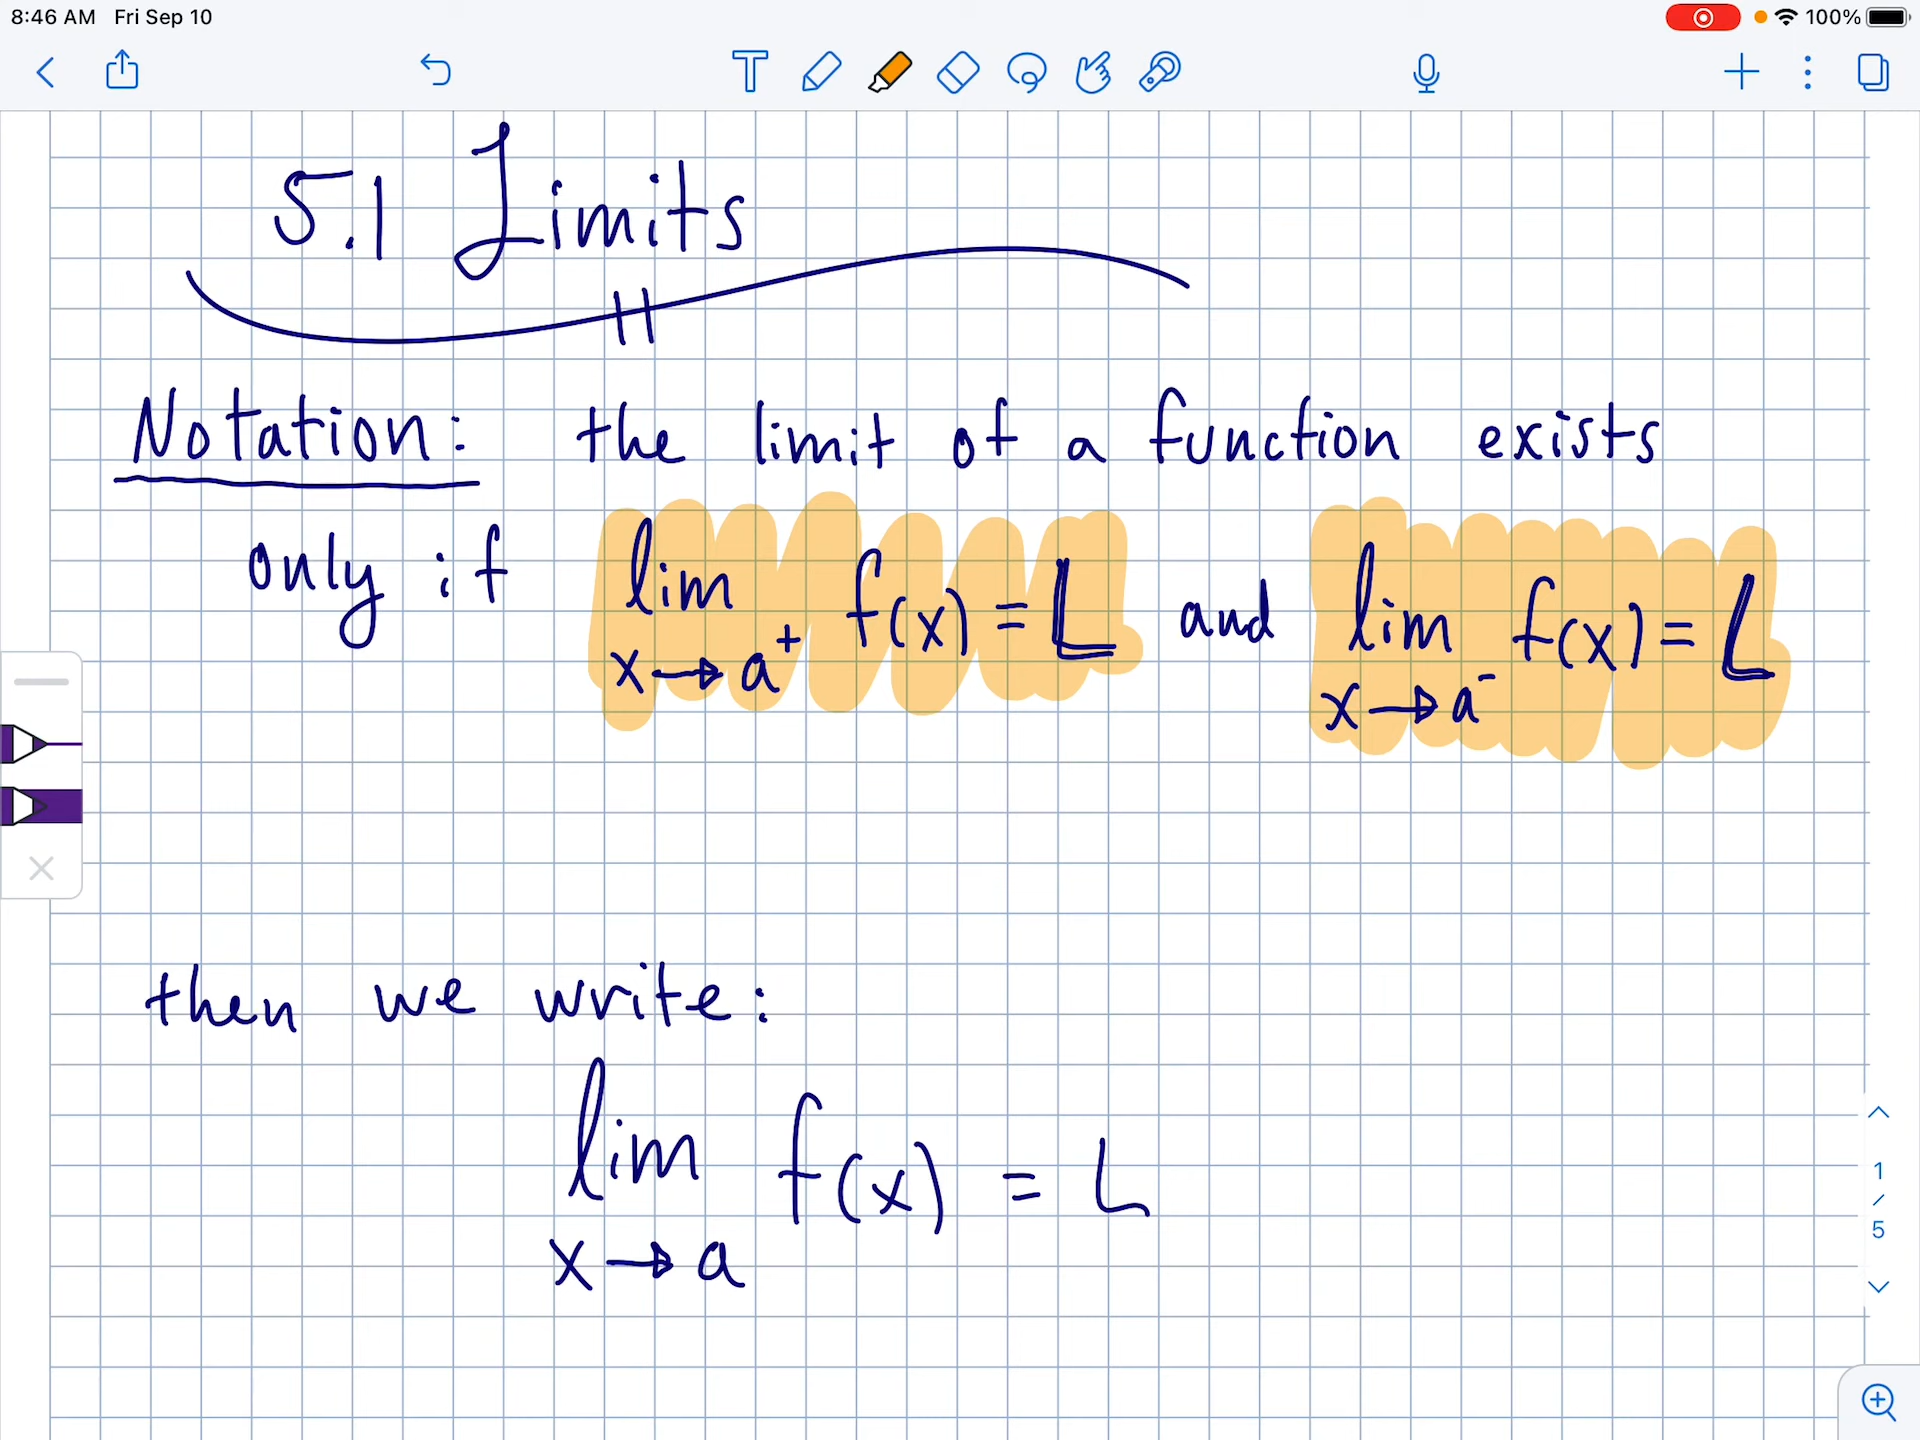 8:46 AM Fri Sep 10 100%
5.1 Limits
Notation: the limit of a function exists
only if lim f(x) = L and lim f(x) = L
x → a⁺ x → a⁻
then we write:
lim f(x) = L
x → a
1
/
5